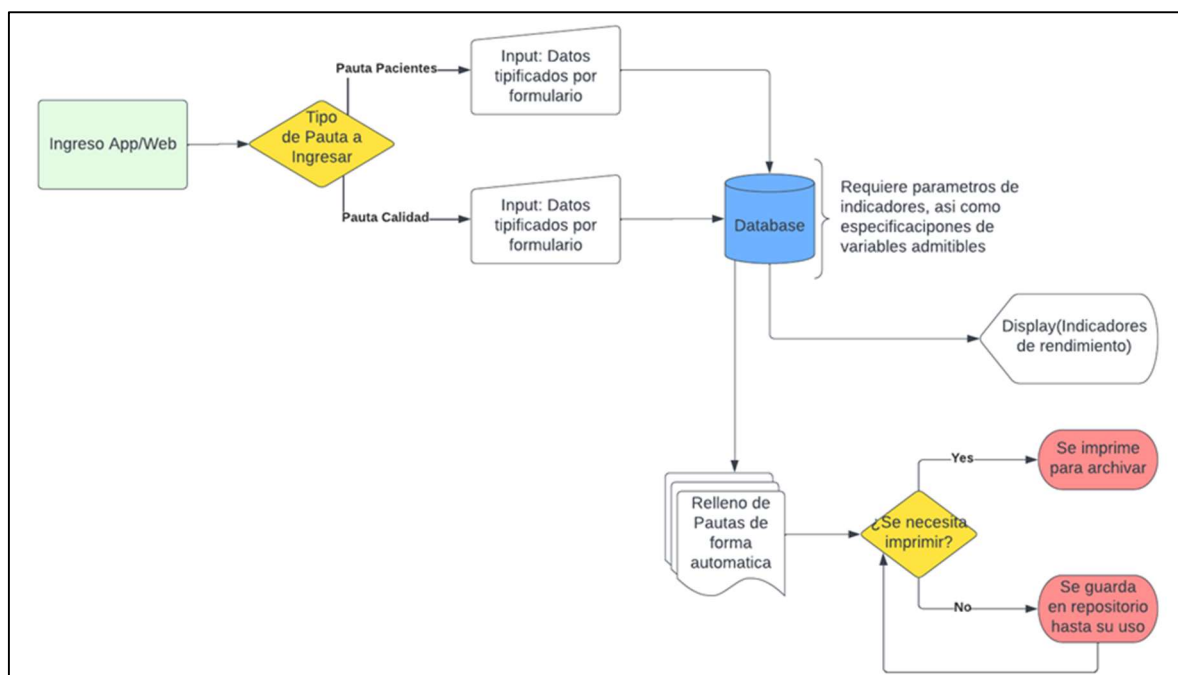 Ingreso App/Web
Tipo
de Pauta a
Ingresar
Pauta Pacientes
Input: Datos
tipificados por
formulario
Pauta Calidad
Input: Datos
tipificados por
formulario
Database
Requiere parametros de
indicadores, asi como
especificacipones de
variables admitibles
Display(Indicadores
de rendimiento)
Relleno de
Pautas de
forma
automatica
¿Se necesita
imprimir?
Yes
Se imprime
para archivar
No
Se guarda
en repositorio
hasta su uso